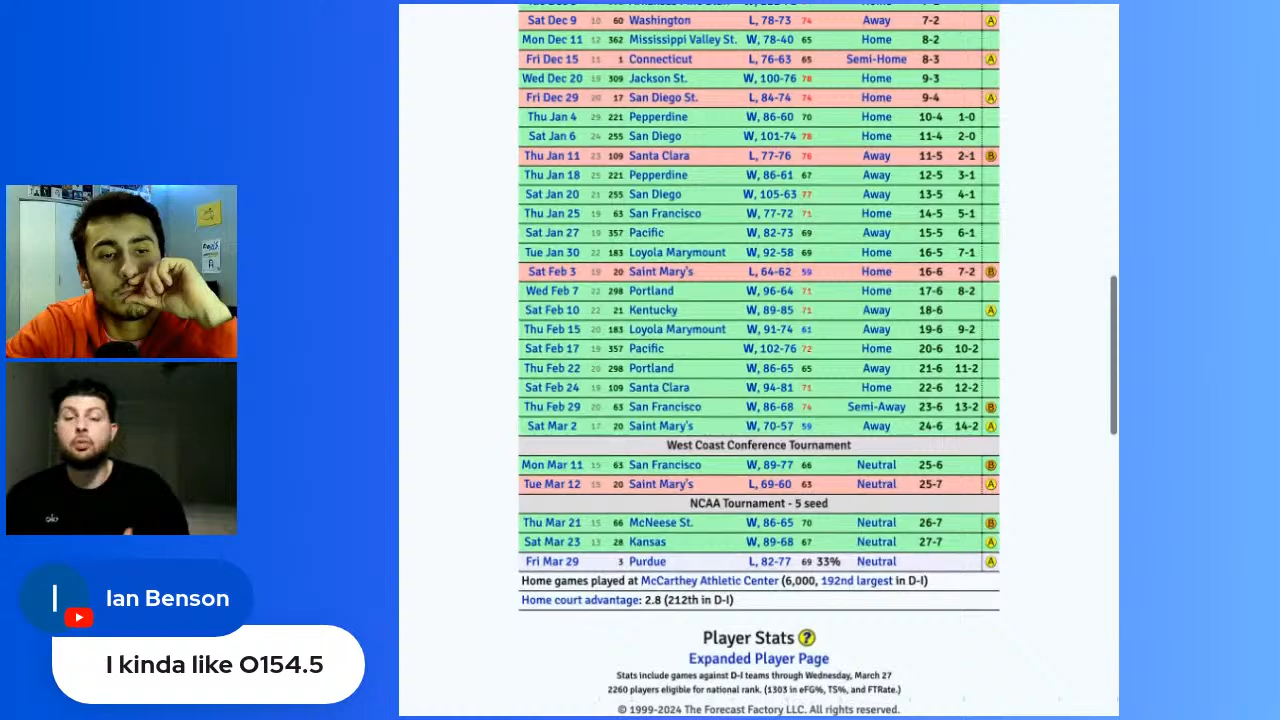 Sat Dec 9 10 60 Washington L, 78-73 74 Away 7-2 A
Mon Dec 11 12 362 Mississippi Valley St. W, 78-40 65 Home 8-2
Fri Dec 15 11 1 Connecticut L, 76-63 65 Semi-Home 8-3 A
Wed Dec 20 19 309 Jackson St. W, 100-76 78 Home 9-3
Fri Dec 29 20 17 San Diego St. L, 84-74 74 Home 9-4 A
Thu Jan 4 29 221 Pepperdine W, 86-60 70 Home 10-4 1-0
Sat Jan 6 24 255 San Diego W, 101-74 78 Home 11-4 2-0
Thu Jan 11 23 109 Santa Clara L, 77-76 76 Away 11-5 2-1 B
Thu Jan 18 25 221 Pepperdine W, 86-61 67 Away 12-5 3-1
Sat Jan 20 21 255 San Diego W, 105-63 77 Away 13-5 4-1
Thu Jan 25 19 63 San Francisco W, 77-72 71 Home 14-5 5-1
Sat Jan 27 19 357 Pacific W, 82-73 69 Away 15-5 6-1
Tue Jan 30 22 183 Loyola Marymount W, 92-58 69 Home 16-5 7-1
Sat Feb 3 19 20 Saint Mary's L, 64-62 59 Home 16-6 7-2 B
Wed Feb 7 22 298 Portland W, 96-64 71 Home 17-6 8-2
Sat Feb 10 22 21 Kentucky W, 89-85 71 Away 18-6 A
Thu Feb 15 20 183 Loyola Marymount W, 91-74 61 Away 19-6 9-2
Sat Feb 17 19 357 Pacific W, 102-76 72 Home 20-6 10-2
Thu Feb 22 20 298 Portland W, 86-65 65 Away 21-6 11-2
Sat Feb 24 19 109 Santa Clara W, 94-81 71 Home 22-6 12-2
Thu Feb 29 20 63 San Francisco W, 86-68 74 Semi-Away 23-6 13-2 B
Sat Mar 2 17 20 Saint Mary's W, 70-57 59 Away 24-6 14-2 A
West Coast Conference Tournament
Mon Mar 11 15 63 San Francisco W, 89-77 66 Neutral 25-6 B
Tue Mar 12 15 20 Saint Mary's L, 69-60 63 Neutral 25-7 A
NCAA Tournament - 5 seed
Thu Mar 21 15 66 McNeese St. W, 86-65 70 Neutral 26-7 B
Sat Mar 23 13 28 Kansas W, 89-68 67 Neutral 27-7 A
Fri Mar 29 3 Purdue L, 82-77 69 33% Neutral A
Home games played at McCarthey Athletic Center (6,000, 192nd largest in D-I)
Home court advantage: 2.8 (212th in D-I)
Player Stats ?
Expanded Player Page
Stats include games against D-I teams through Wednesday, March 27
2260 players eligible for national rank. (1303 in eFG%, TS%, and FTRate.)
© 1999-2024 The Forecast Factory LLC. All rights reserved.
I
Ian Benson
I kinda like O154.5